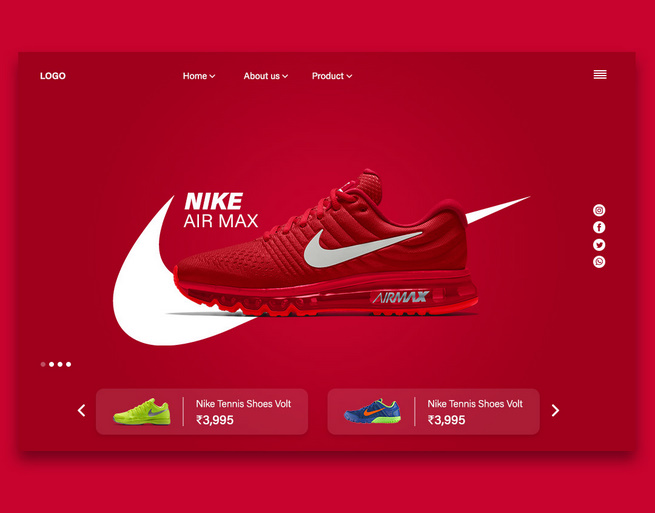 LOGO
Home
About us
Product
NIKE
AIR MAX
AIRMAX
Nike Tennis Shoes Volt
₹3,995
Nike Tennis Shoes Volt
₹3,995